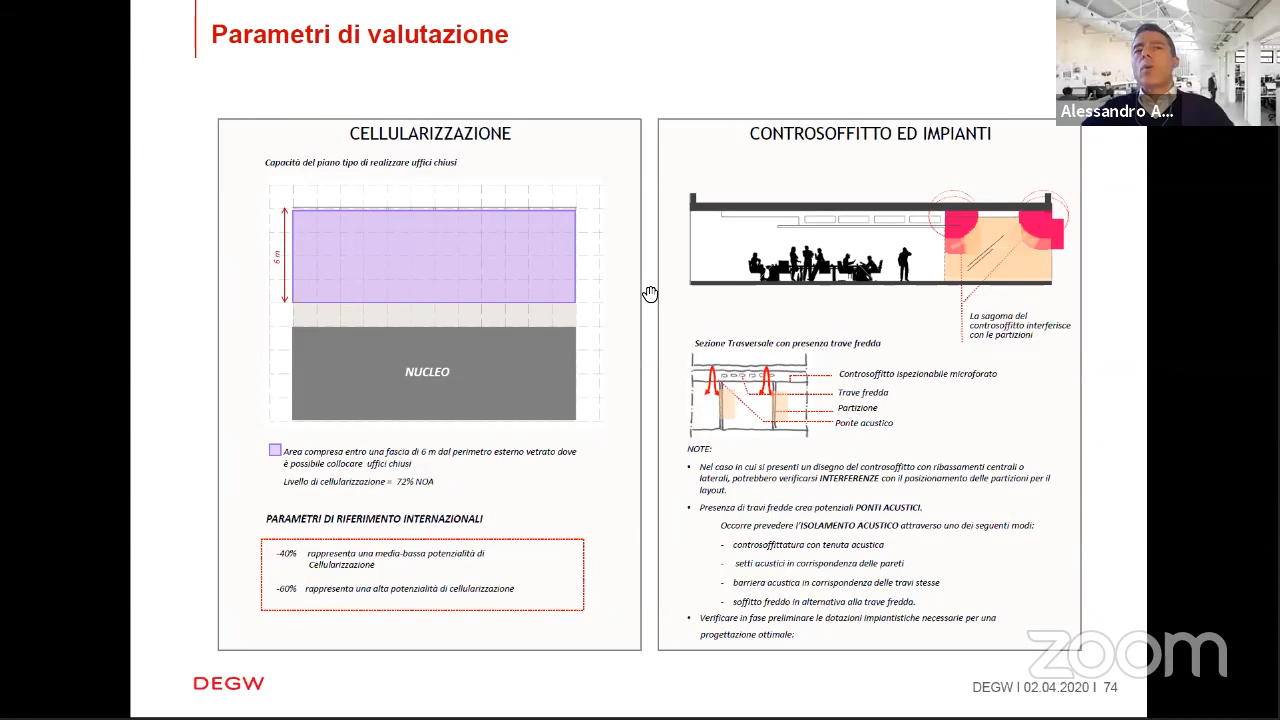 Parametri di valutazione
Alessandro A...
CELLULARIZZAZIONE
Capacità del piano tipo di realizzare uffici chiusi
6 m
NUCLEO
Area compresa entro una fascia di 6 m dal perimetro esterno vetrato dove
è possibile collocare uffici chiusi
Livello di cellularizzazione = 72% NOA
PARAMETRI DI RIFERIMENTO INTERNAZIONALI
-40% rappresenta una media-bassa potenzialità di
Cellularizzazione
-60% rappresenta una alta potenzialità di cellularizzazione
CONTROSOFFITTO ED IMPIANTI
La sagoma del
controsoffitto interferisce
con le partizioni
Sezione Trasversale con presenza trave fredda
Controsoffitto ispezionabile microforato
Trave fredda
Partizione
Ponte acustico
NOTE:
• Nel caso in cui si presenti un disegno del controsoffitto con ribassamenti centrali o
laterali, potrebbero verificarsi INTERFERENZE con il posizionamento delle partizioni per il
layout.
• Presenza di travi fredde crea potenziali PONTI ACUSTICI.
Occorre prevedere l'ISOLAMENTO ACUSTICO attraverso uno dei seguenti modi:
- controsoffittatura con tenuta acustica
- setti acustici in corrispondenza delle pareti
- barriera acustica in corrispondenza delle travi stesse
- soffitto freddo in alternativa alla trave fredda.
• Verificare in fase preliminare le dotazioni impiantistiche necessarie per una
progettazione ottimale;
zoom
DEGW
DEGW I 02.04.2020 I 74